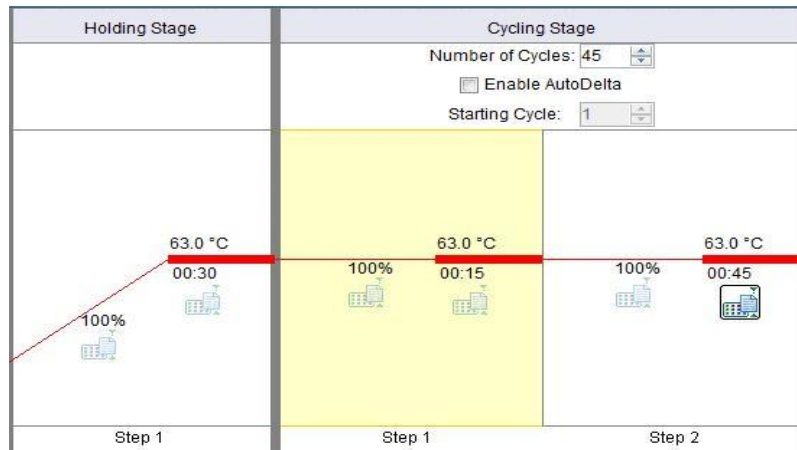 Holding Stage
Cycling Stage
Number of Cycles: 45
Enable AutoDelta
Starting Cycle: 1
63.0 °C
00:30
100%
63.0 °C
100%
00:15
63.0 °C
100%
00:45
Step 1
Step 1
Step 2